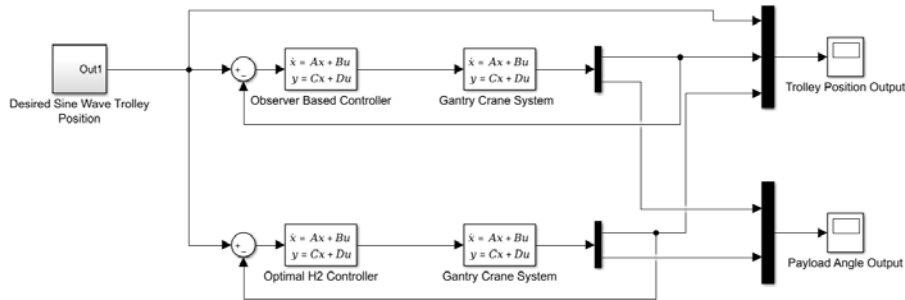 Out1
Desired Sine Wave Trolley
Position
+
−
ẋ = Ax + Bu
y = Cx + Du
Observer Based Controller
ẋ = Ax + Bu
y = Cx + Du
Gantry Crane System
Trolley Position Output
+
−
ẋ = Ax + Bu
y = Cx + Du
Optimal H2 Controller
ẋ = Ax + Bu
y = Cx + Du
Gantry Crane System
Payload Angle Output